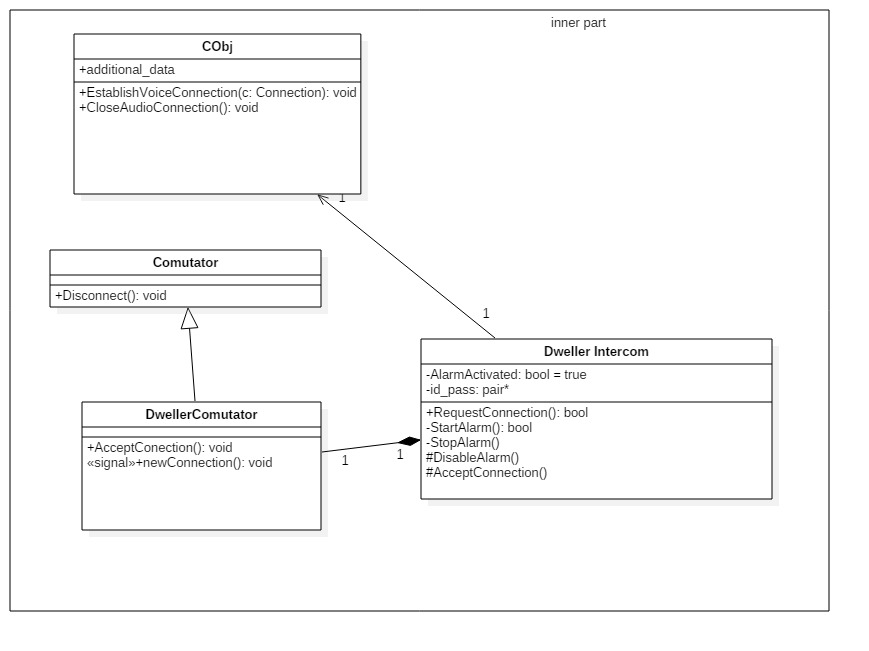 inner part
CObj
+additional_data
+EstablishVoiceConnection(c: Connection): void
+CloseAudioConnection(): void
1
Comutator
+Disconnect(): void
1
Dweller Intercom
-AlarmActivated: bool = true
-id_pass: pair*
+RequestConnection(): bool
-StartAlarm(): bool
-StopAlarm()
#DisableAlarm()
#AcceptConnection()
DwellerComutator
+AcceptConection(): void
«signal»+newConnection(): void
1
1